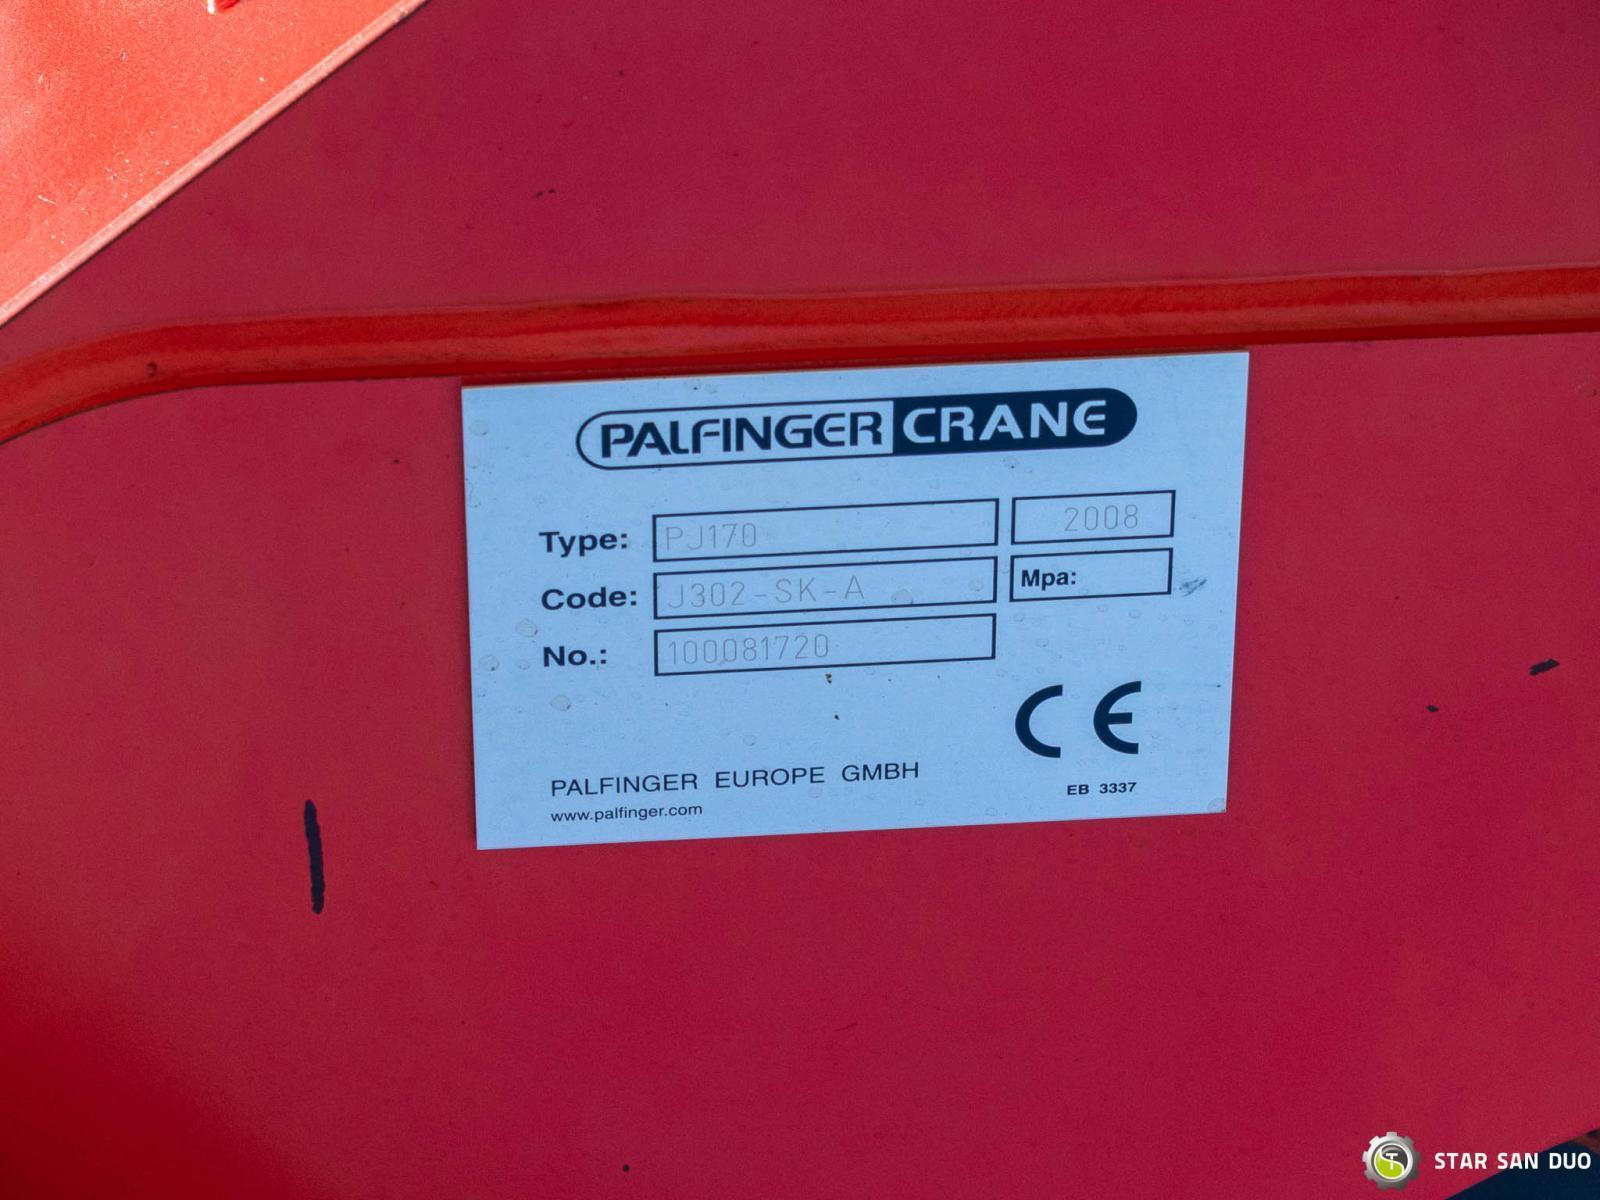 PALFINGER CRANE
Type: PJ170 2008
Code: J302-SK-A Mpa:
No.: 100081720
CE
PALFINGER EUROPE GMBH
www.palfinger.com EB 3337
STAR SAN DUO